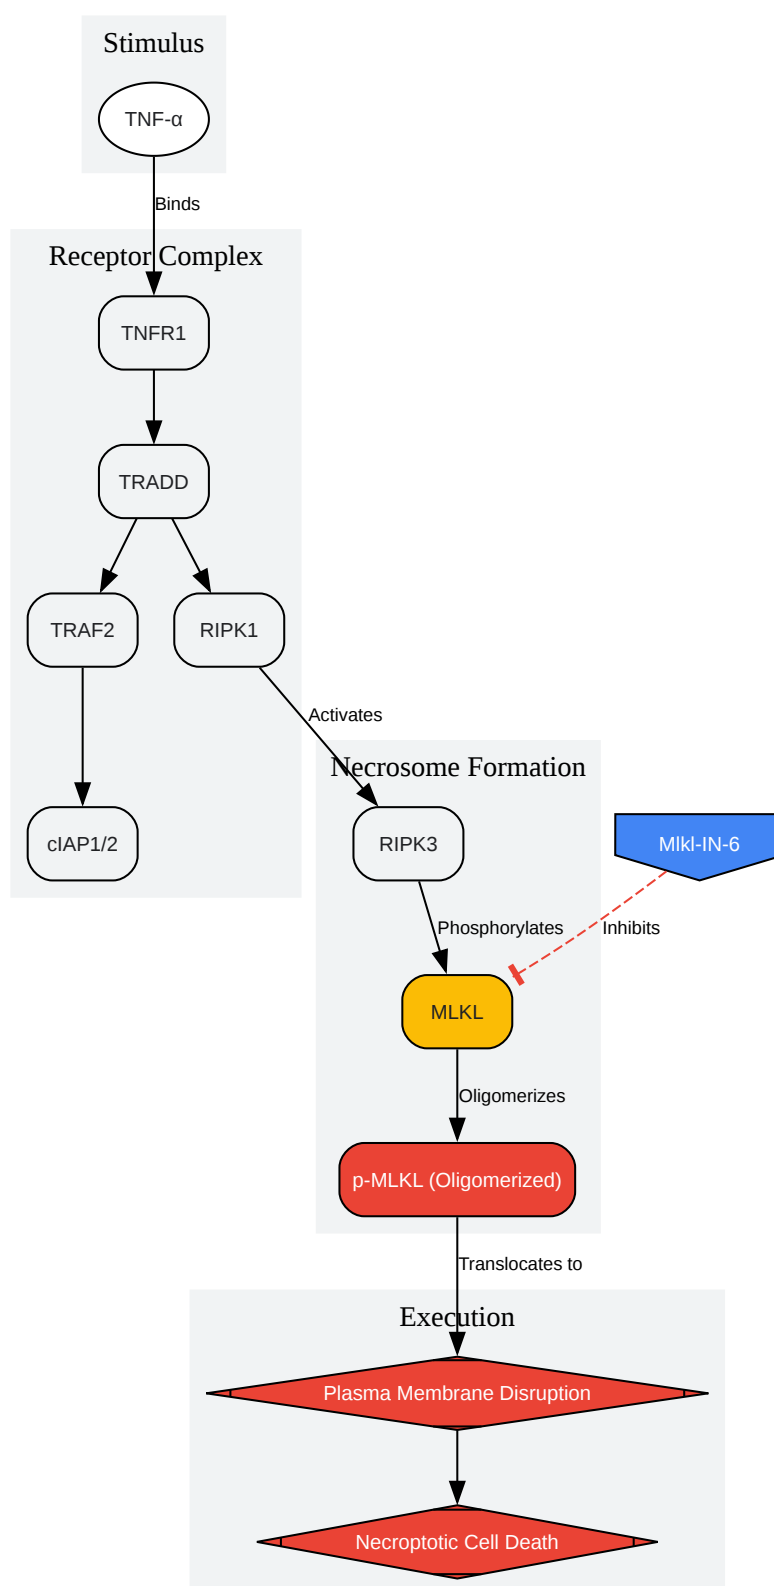 Stimulus
TNF-α
Binds
Receptor Complex
TNFR1
TRADD
TRAF2
RIPK1
Activates
Necrosome Formation
cIAP1/2
RIPK3
Mlkl-IN-6
Phosphorylates
Inhibits
MLKL
Oligomerizes
p-MLKL (Oligomerized)
Translocates to
Execution
Plasma Membrane Disruption
Necroptotic Cell Death